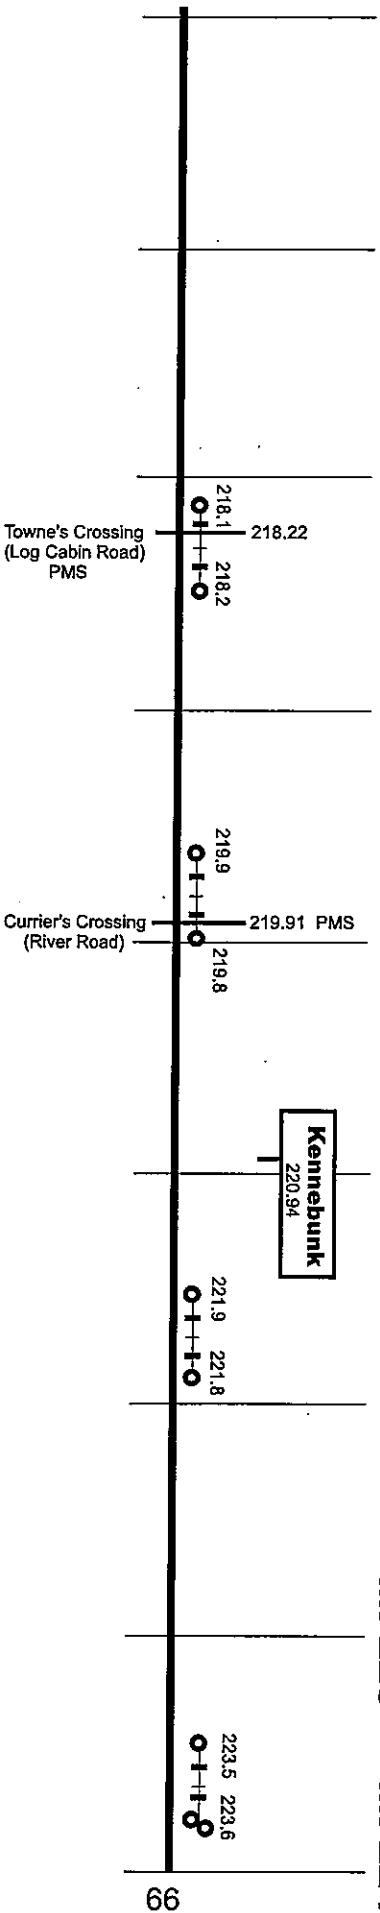 218.1
Towne's Crossing
(Log Cabin Road)
PMS
218.22
218.2
219.9
Currier's Crossing
(River Road)
219.91 PMS
219.8
Kennebunk
220.94
221.9
221.8
223.5
223.6
66